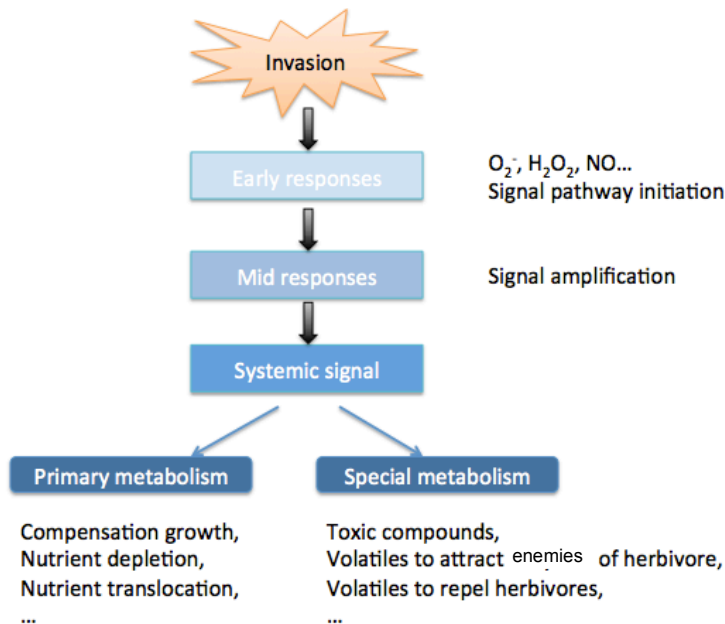 Invasion
Early responses
O₂⁻, H₂O₂, NO...
Signal pathway initiation
Mid responses
Signal amplification
Systemic signal
Primary metabolism
Special metabolism
Compensation growth,
Nutrient depletion,
Nutrient translocation,
...
Toxic compounds,
Volatiles to attract enemies of herbivore,
Volatiles to repel herbivores,
...